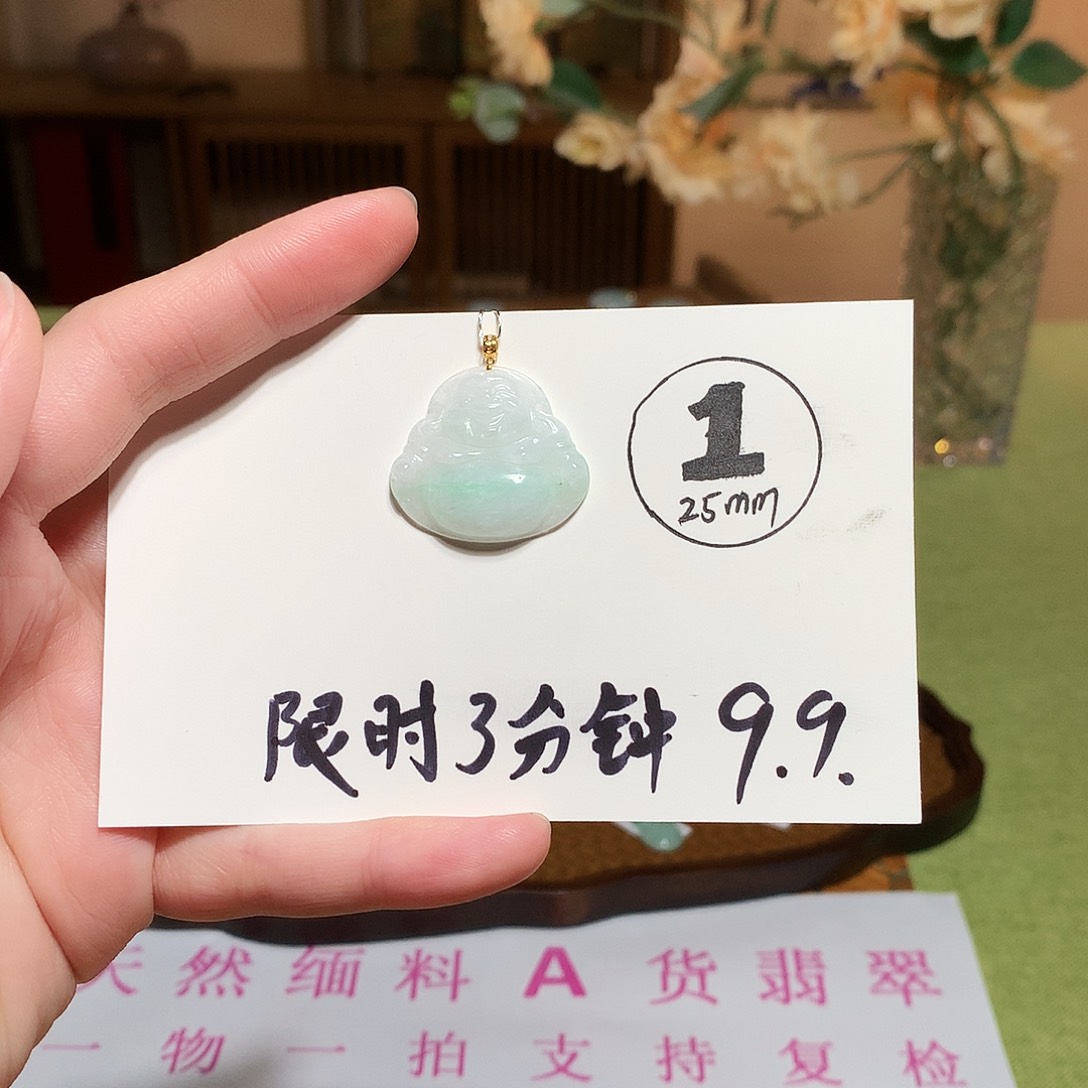 1
25mm
限时3分钟 9.9.
天然缅料A货翡翠
一物一拍支持复检